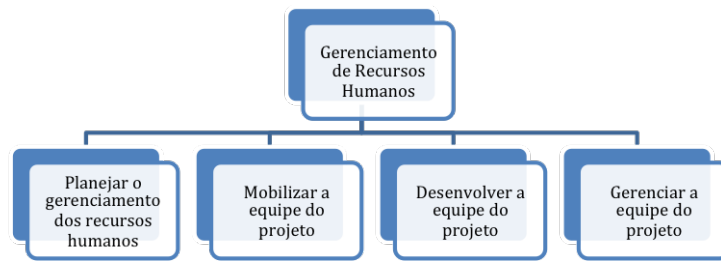 Gerenciamento
de Recursos
Humanos
Planejar o
gerenciamento
dos recursos
humanos
Mobilizar a
equipe do
projeto
Desenvolver a
equipe do
projeto
Gerenciar a
equipe do
projeto